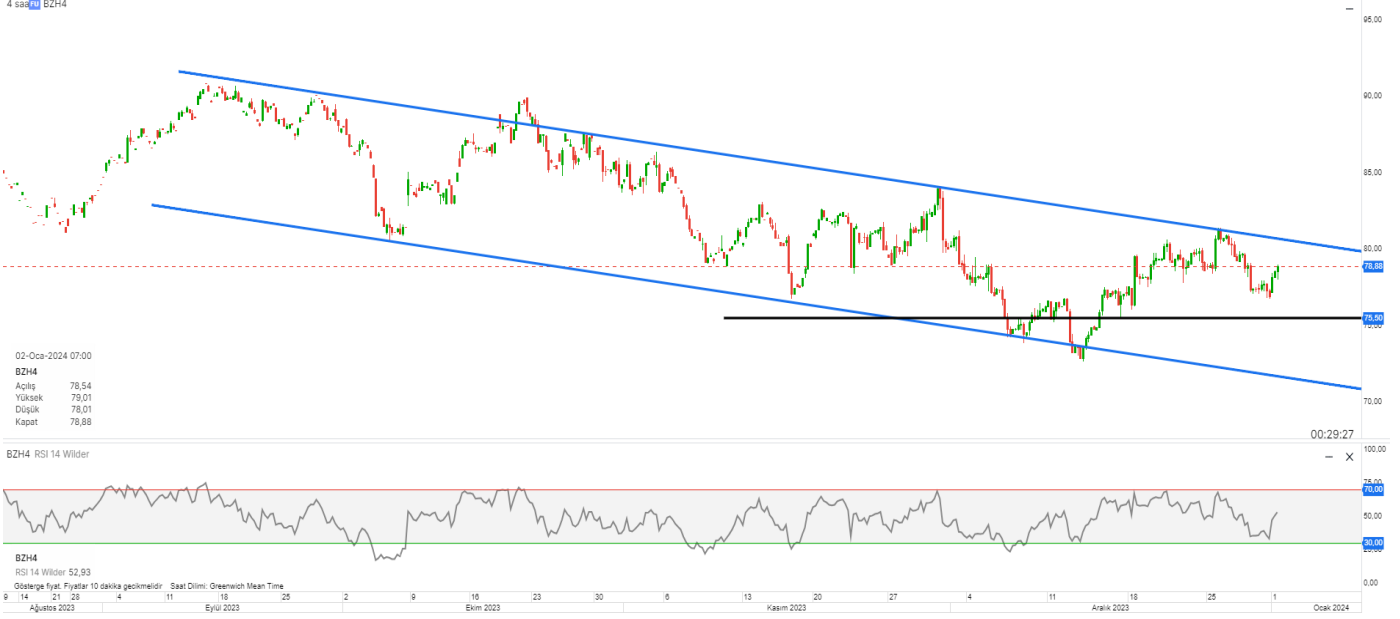 4 saa FU BZH4
95,00
90,00
85,00
80,00
78,88
75,50
75,00
70,00
02-Oca-2024 07:00
BZH4
Açılış 78,54
Yüksek 79,01
Düşük 78,01
Kapat 78,88
00:29:27
BZH4 RSI 14 Wilder
100,00
75,00
70,00
50,00
30,00
25,00
0,00
BZH4
RSI 14 Wilder 52,93
Gösterge fiyat. Fiyatlar 10 dakika gecikmelidir Saat Dilimi: Greenwich Mean Time
9 14 21 28 4 11 18 25 2 9 16 23 30 6 13 20 27 4 11 18 25 1
Ağustos 2023 Eylül 2023 Ekim 2023 Kasım 2023 Aralık 2023 Ocak 2024